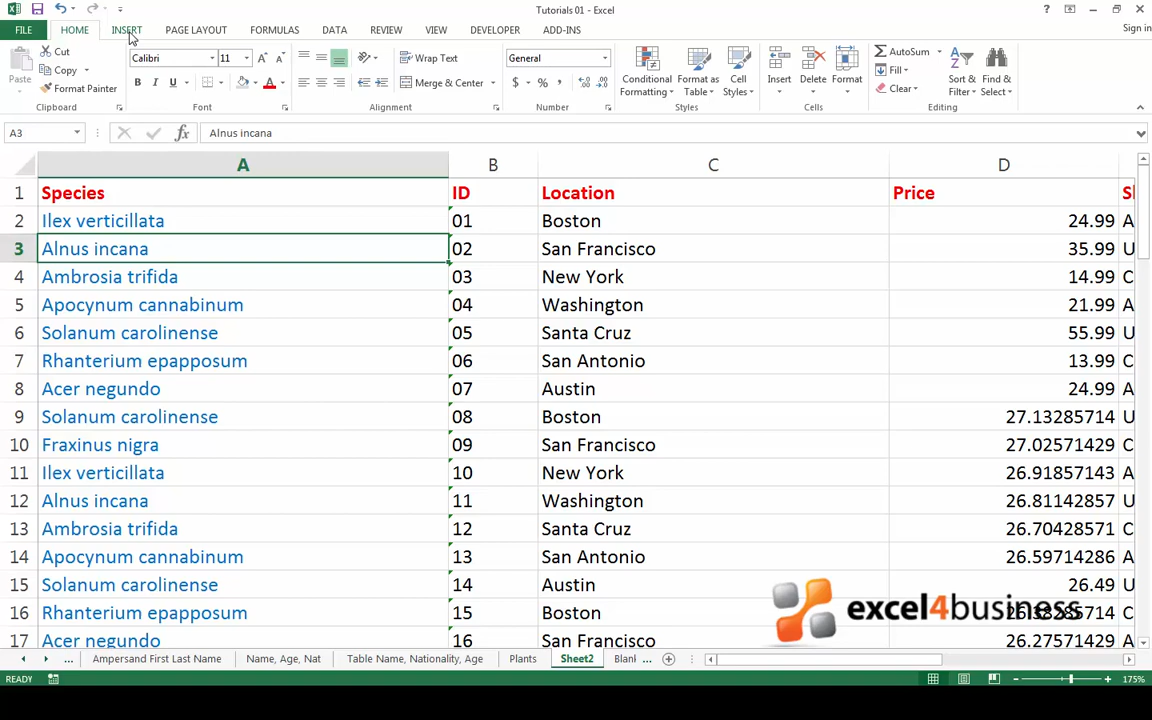 Tutorials 01 - Excel
Sign in
FILE HOME INSERT PAGE LAYOUT FORMULAS DATA REVIEW VIEW DEVELOPER ADD-INS
Paste
Cut
Copy
Format Painter
Clipboard
Calibri 11
B I U
Font
Wrap Text
Merge & Center
Alignment
General
$ % ,
Number
Conditional Formatting
Format as Table
Cell Styles
Styles
Insert
Delete
Format
Cells
AutoSum
Fill
Clear
Sort & Filter
Find & Select
Editing
A3 fx Alnus incana
A B C D
1 Species ID Location Price
2 Ilex verticillata 01 Boston 24.99 A
3 Alnus incana 02 San Francisco 35.99 U
4 Ambrosia trifida 03 New York 14.99 C
5 Apocynum cannabinum 04 Washington 21.99 A
6 Solanum carolinense 05 Santa Cruz 55.99 U
7 Rhanterium epapposum 06 San Antonio 13.99 C
8 Acer negundo 07 Austin 24.99 A
9 Solanum carolinense 08 Boston 27.13285714 U
10 Fraxinus nigra 09 San Francisco 27.02571429 C
11 Ilex verticillata 10 New York 26.91857143 A
12 Alnus incana 11 Washington 26.81142857 U
13 Ambrosia trifida 12 Santa Cruz 26.70428571 C
14 Apocynum cannabinum 13 San Antonio 26.59714286 A
15 Solanum carolinense 14 Austin 26.49 U
16 Rhanterium epapposum 15 Boston C
17 Acer negundo 16 San Francisco 26.27571429 A
excel4business
... Ampersand First Last Name Name, Age, Nat Table Name, Nationality, Age Plants Sheet2 Blank ...
READY 175%